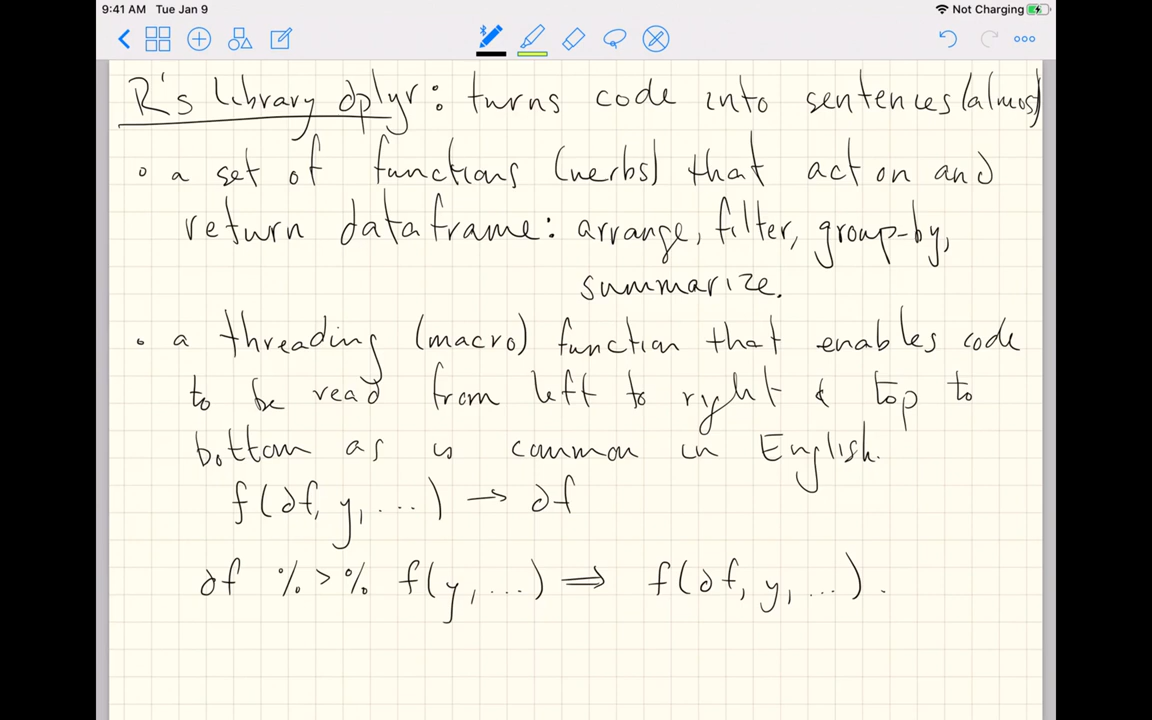 9:41 AM Tue Jan 9
Not Charging
R's library dplyr: turns code into sentences (almost)
◦ a set of functions (verbs) that act on and
return dataframe: arrange, filter, group-by,
summarize.
◦ a threading (macro) function that enables code
to be read from left to right & top to
bottom as is common in English.
f(df, y, ...) → df
df %>% f(y, ...) ⟹ f(df, y, ...).